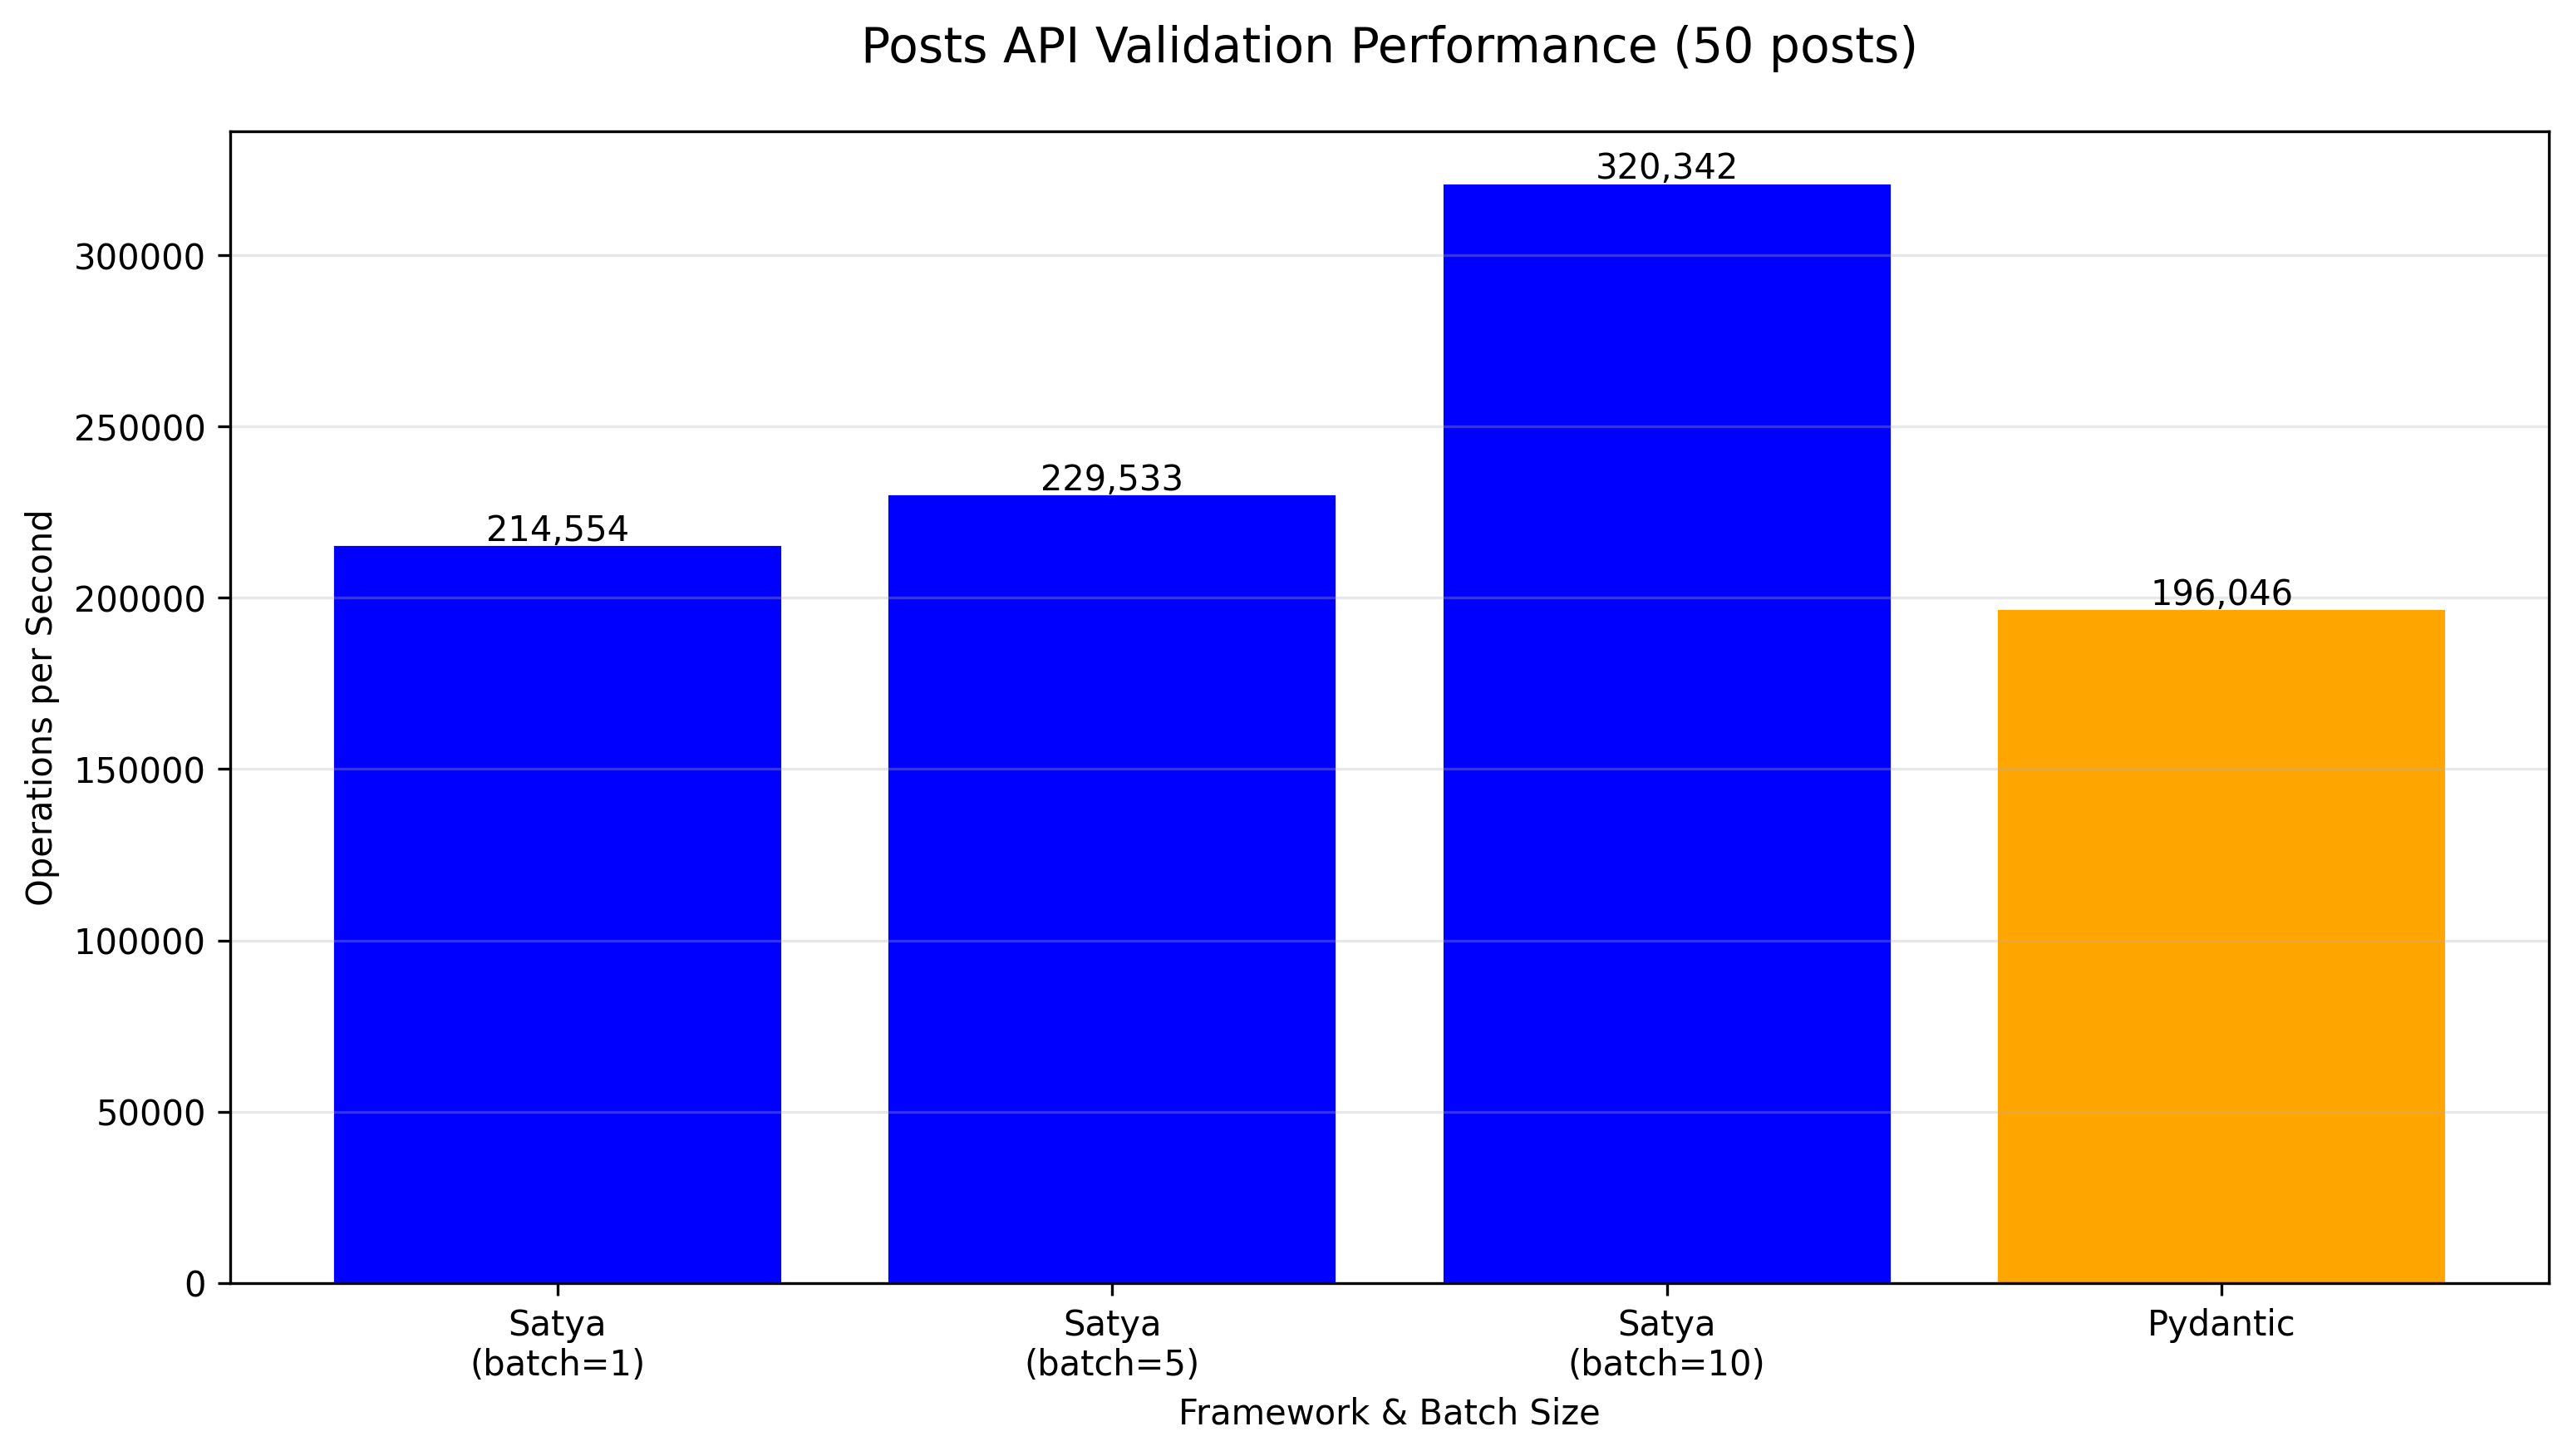 Posts API Validation Performance (50 posts)
Operations per Second
300000
250000
200000
150000
100000
50000
0
214,554
229,533
320,342
196,046
Satya
(batch=1)
Satya
(batch=5)
Satya
(batch=10)
Pydantic
Framework & Batch Size